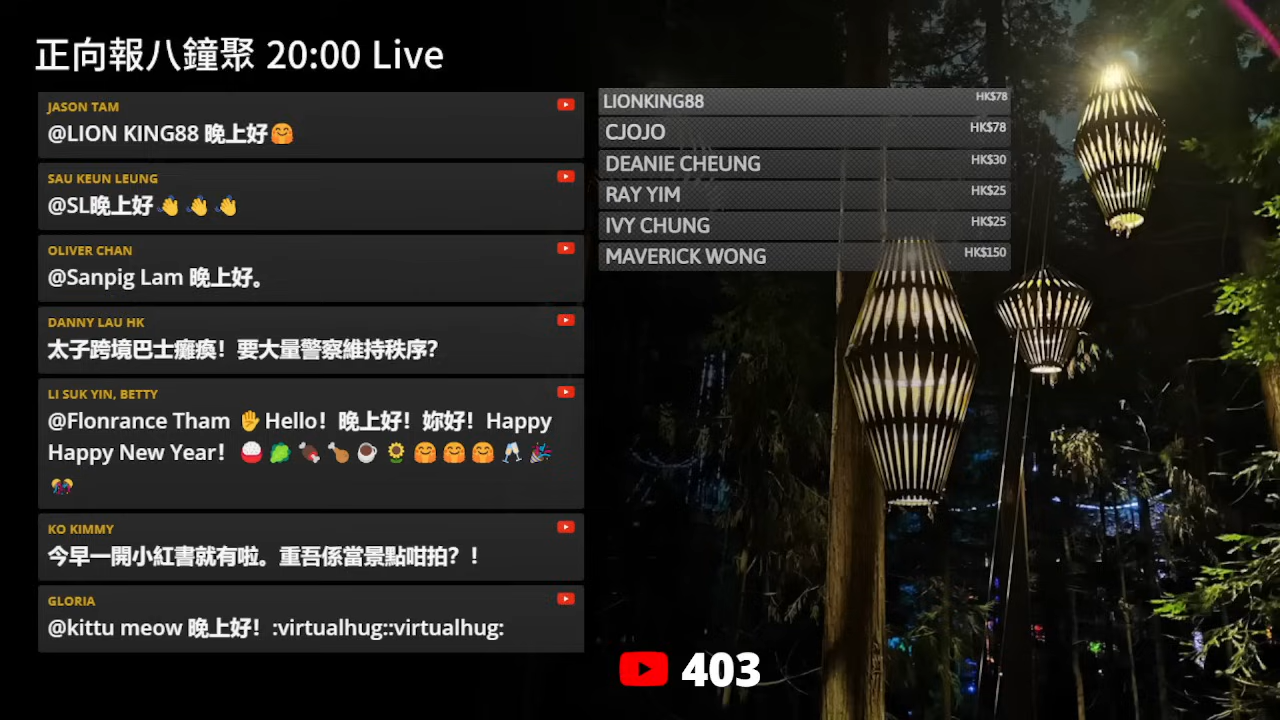 正向報八鐘聚 20:00 Live
JASON TAM
@LION KING88 晚上好🤗
SAU KEUN LEUNG
@SL晚上好👏👏👏
OLIVER CHAN
@Sanpig Lam 晚上好。
DANNY LAU HK
太子跨境巴士癱瘓！要大量警察維持秩序?
LI SUK YIN, BETTY
@Flonrance Tham ✋Hello！晚上好！妳好！Happy
Happy New Year！🍚🥬🍖🍗☕🌻🤗🤗🤗🥂🎉
🎊
KO KIMMY
今早一開小紅書就有啦。重吾係當景點咁拍？！
GLORIA
@kittu meow 晚上好！:virtualhug::virtualhug:
LIONKING88 HK$78
CJOJO HK$78
DEANIE CHEUNG HK$30
RAY YIM HK$25
IVY CHUNG HK$25
MAVERICK WONG HK$150
403